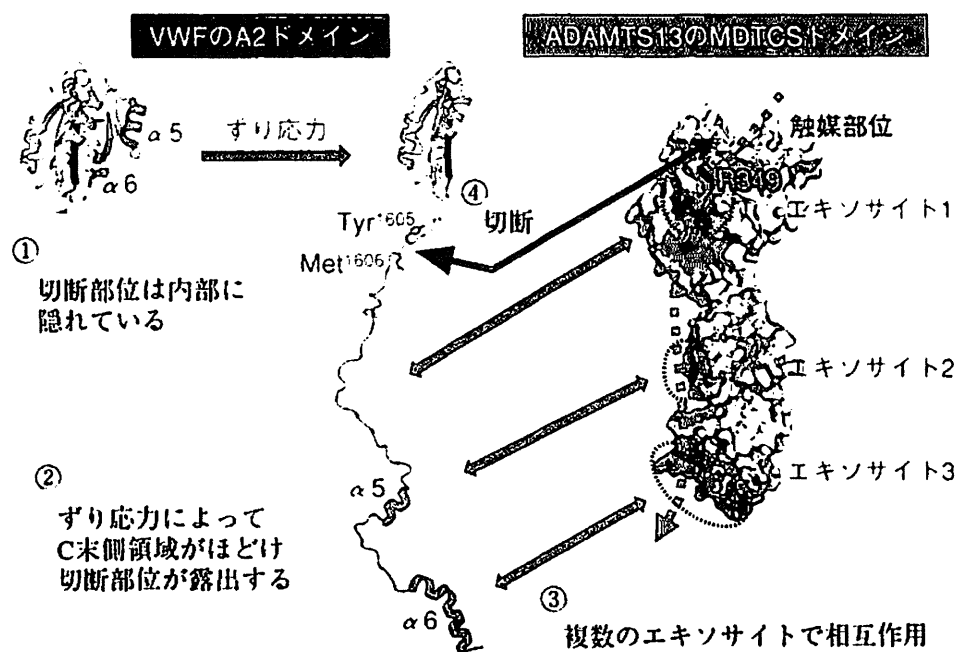 VWFのA2ドメイン
ADAMTS13のMDTCSドメイン
α5
α6
ずり応力
触媒部位
R349
エキソサイト1
④
切断
Tyr1605
Met1606
①
切断部位は内部に
隠れている
エキソサイト2
②
α5
エキソサイト3
ずり応力によって
C末側領域がほどけ
切断部位が露出する
α6
③
複数のエキソサイトで相互作用